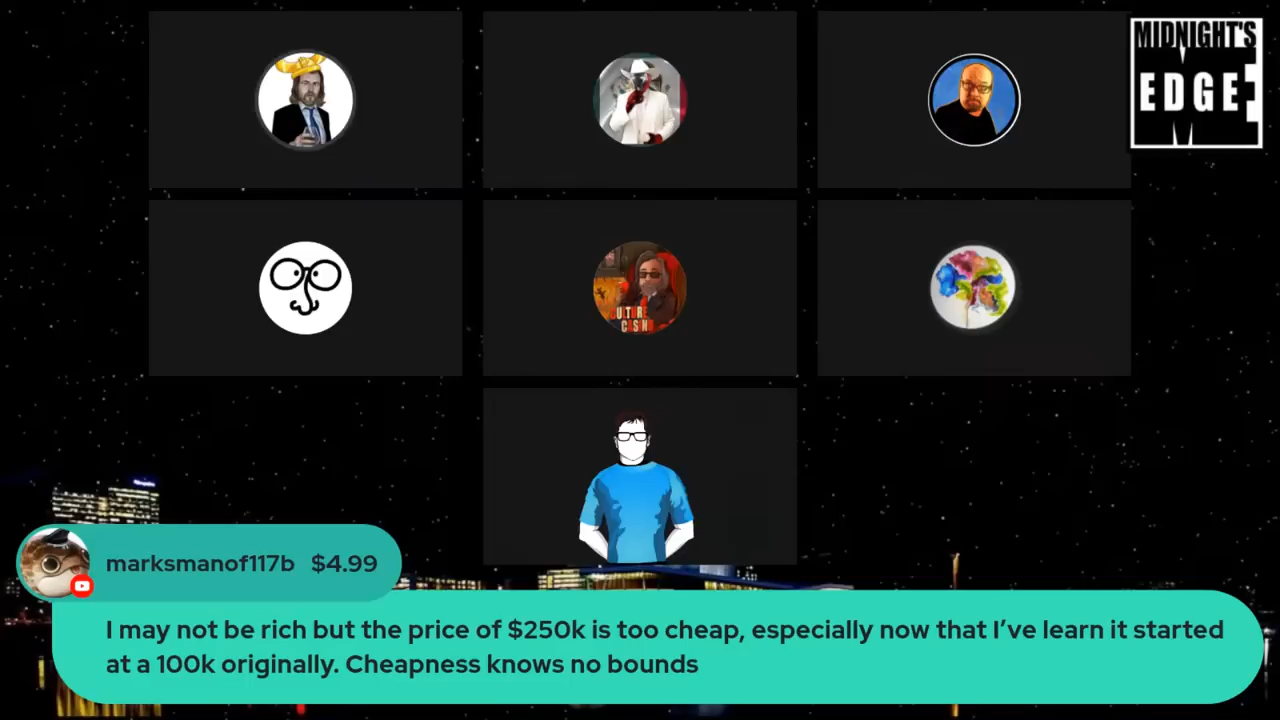 MIDNIGHT'S
EDGE
marksmanof117b $4.99
I may not be rich but the price of $250k is too cheap, especially now that I’ve learn it started
at a 100k originally. Cheapness knows no bounds